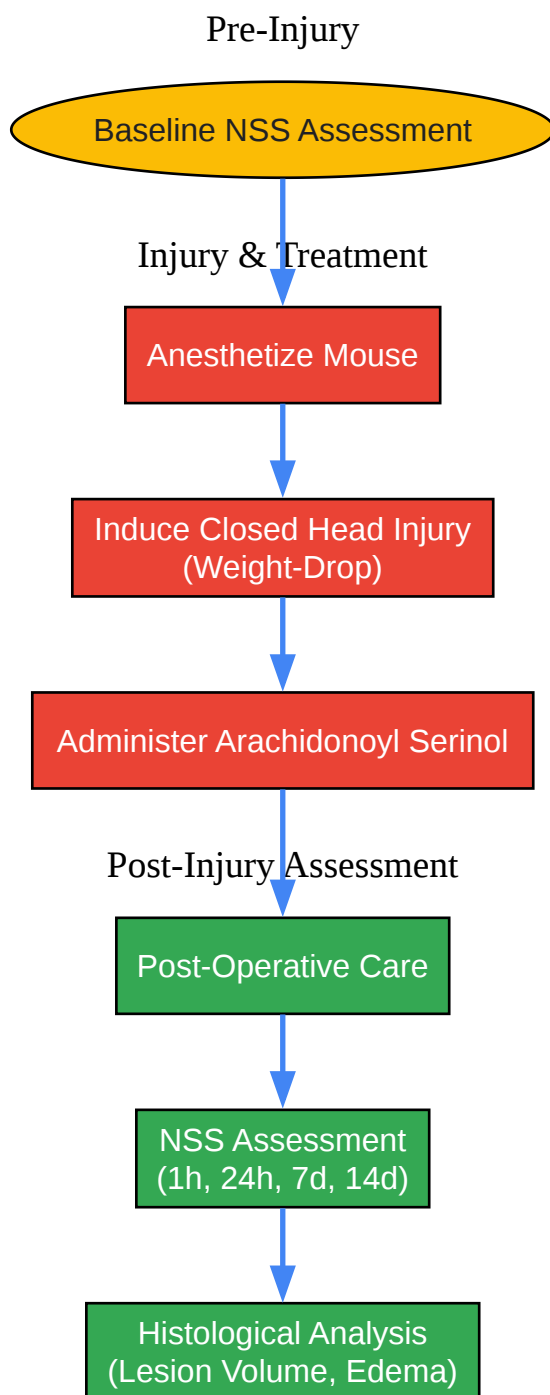 Pre-Injury
Baseline NSS Assessment
Injury & Treatment
Anesthetize Mouse
Induce Closed Head Injury
(Weight-Drop)
Administer Arachidonoyl Serinol
Post-Injury Assessment
Post-Operative Care
NSS Assessment
(1h, 24h, 7d, 14d)
Histological Analysis
(Lesion Volume, Edema)